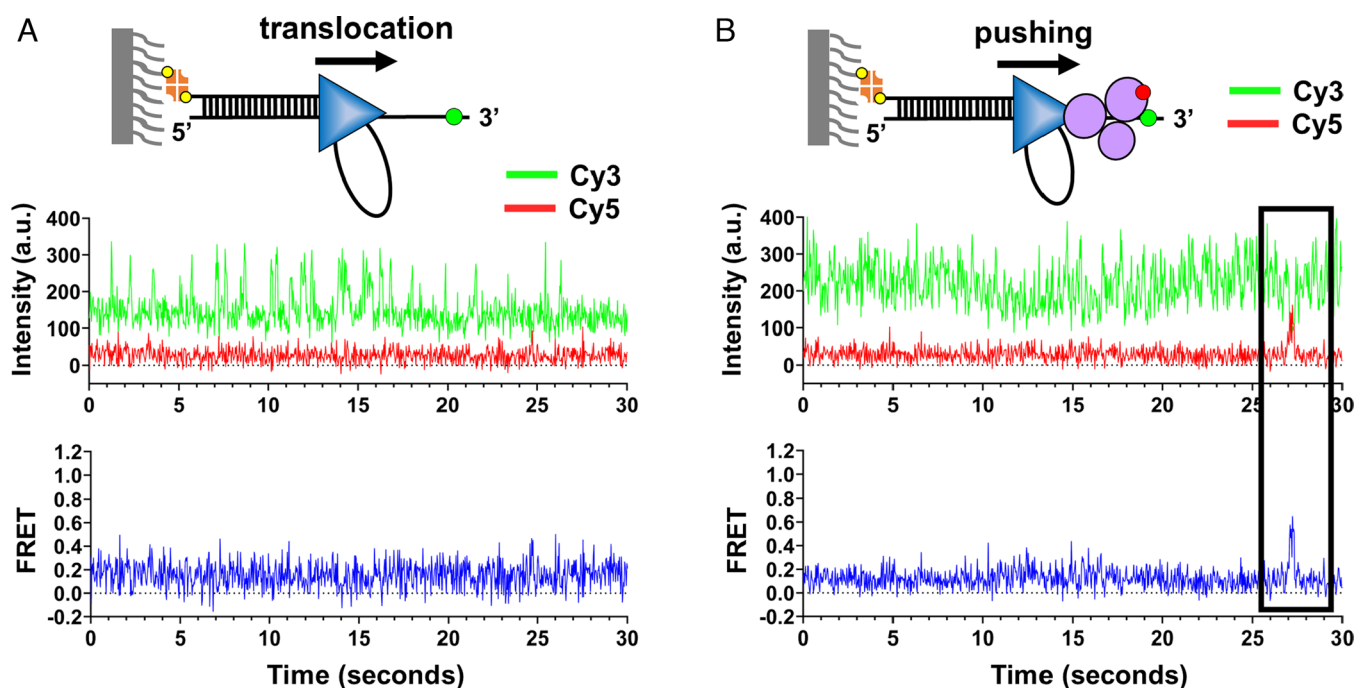 A
translocation
5’
3’
Cy3
Cy5
Intensity (a.u.)
400
300
200
100
0
0 5 10 15 20 25 30
FRET
1.2
1.0
0.8
0.6
0.4
0.2
0.0
-0.2
0 5 10 15 20 25 30
Time (seconds)
B
pushing
5’
3’
Cy3
Cy5
Intensity (a.u.)
400
300
200
100
0
0 5 10 15 20 25 30
FRET
1.2
1.0
0.8
0.6
0.4
0.2
0.0
-0.2
0 5 10 15 20 25 30
Time (seconds)